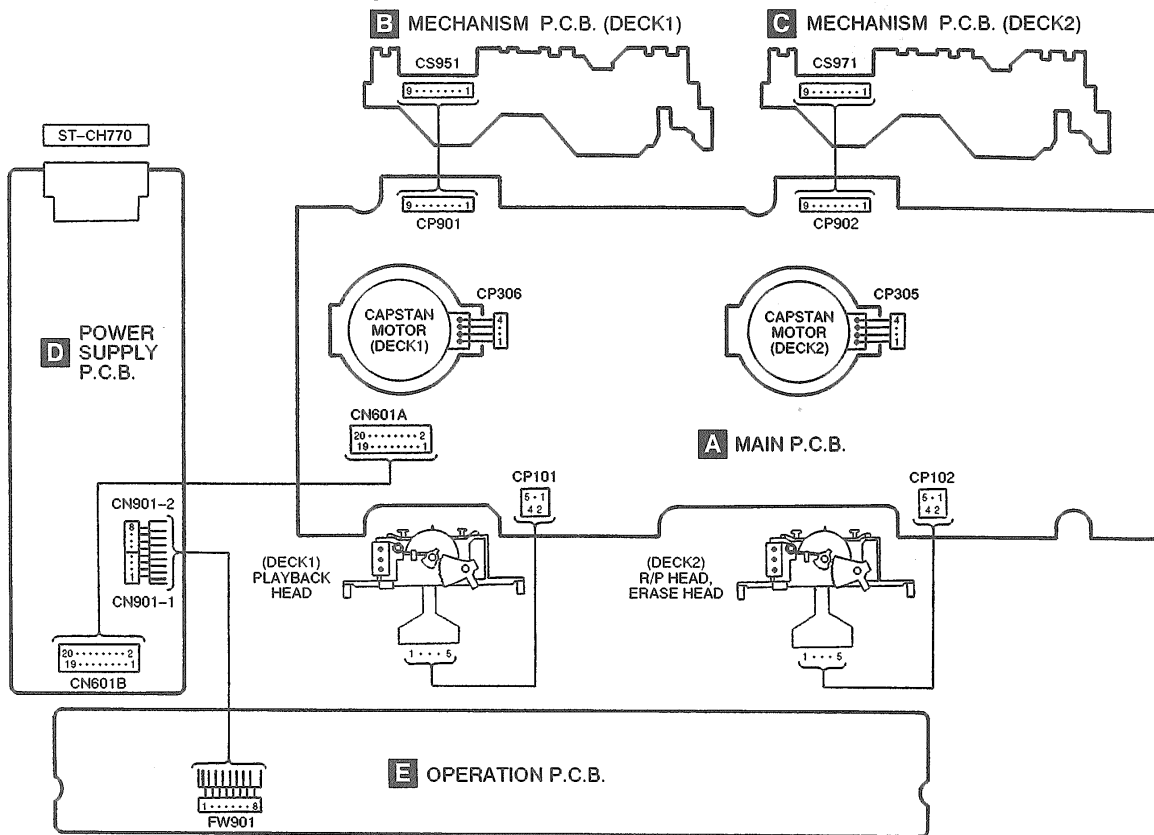 B MECHANISM P.C.B. (DECK1)
C MECHANISM P.C.B. (DECK2)
CS951
9 · · · · · · · 1
CS971
9 · · · · · · · 1
ST-CH770
9 · · · · · · · 1
CP901
9 · · · · · · · 1
CP902
CAPSTAN
MOTOR
(DECK1)
CP306
4
1
CAPSTAN
MOTOR
(DECK2)
CP305
4
1
D POWER
SUPPLY
P.C.B.
CN601A
20 · · · · · · · · 2
19 · · · · · · · · 1
A MAIN P.C.B.
CP101
5 · 1
4 2
CP102
5 · 1
4 2
CN901-2
8
1
CN901-1
(DECK1)
PLAYBACK
HEAD
(DECK2)
R/P HEAD,
ERASE HEAD
1 · · · 5
1 · · · 5
20 · · · · · · · · 2
19 · · · · · · · · 1
CN601B
E OPERATION P.C.B.
1 · · · · · · 8
FW901